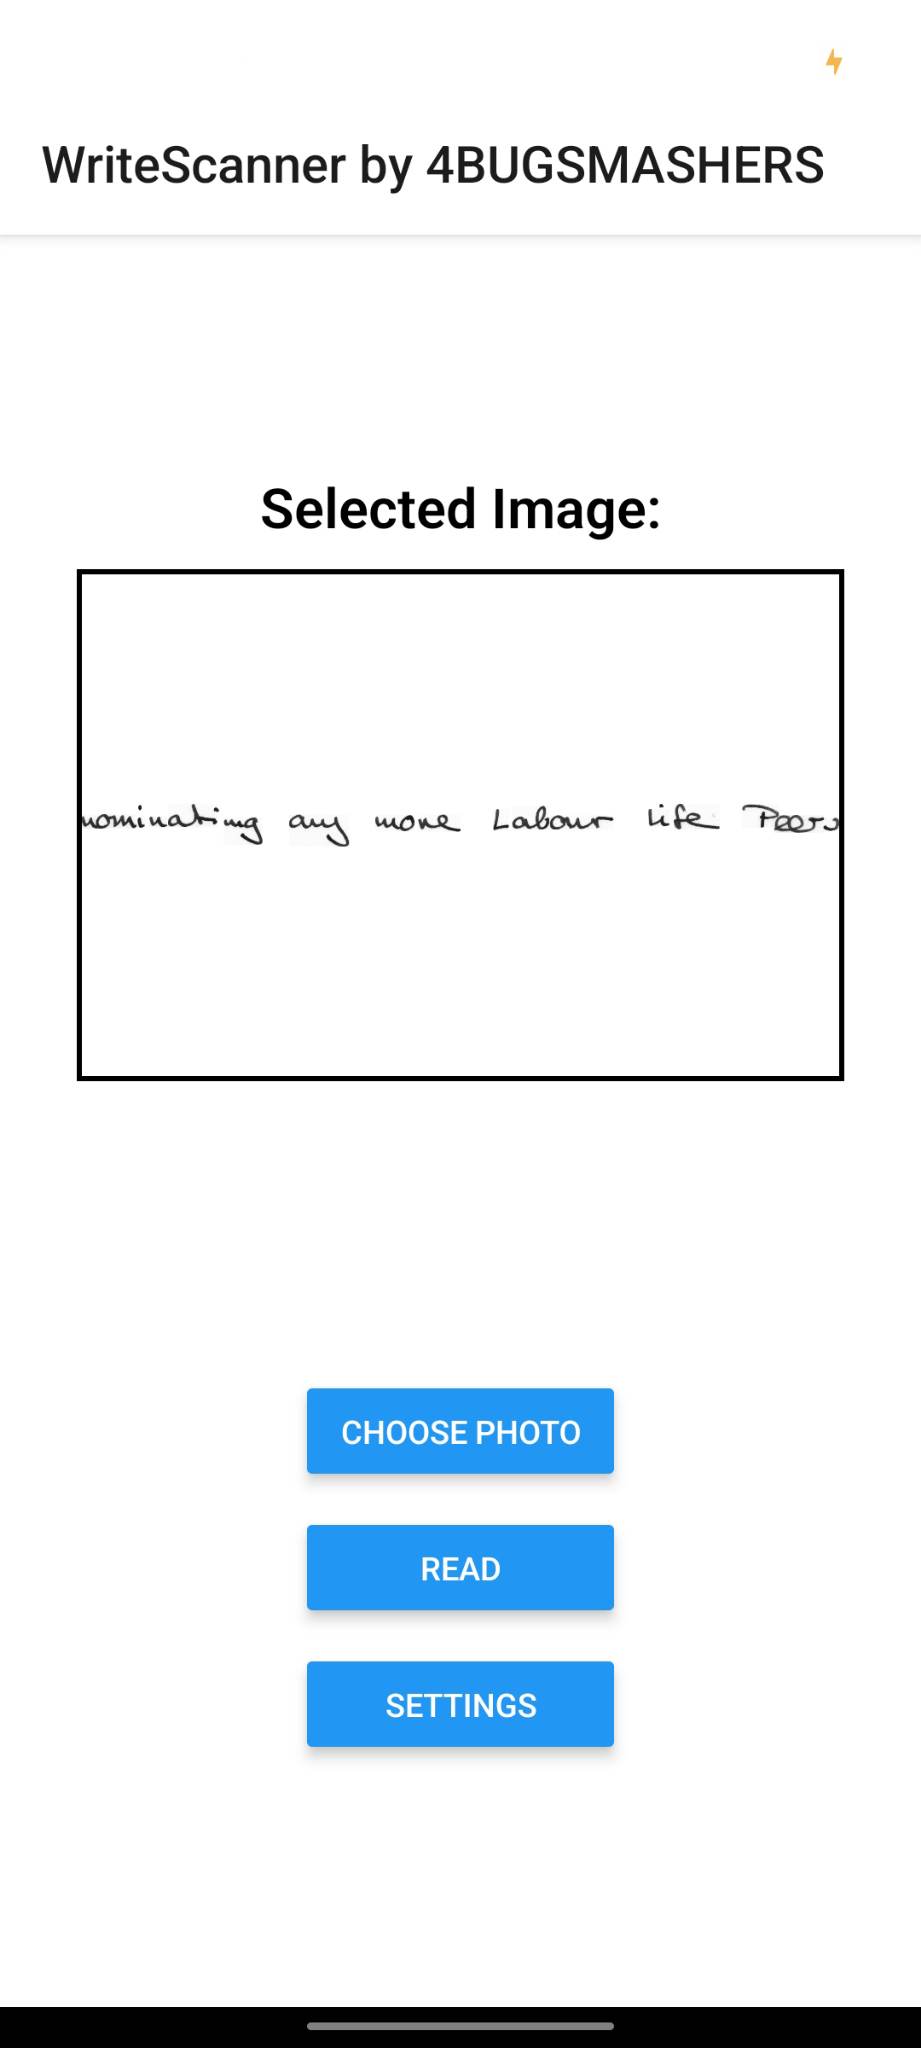 WriteScanner by 4BUGSMASHERS
Selected Image:
nominating any more Labour life Peers
CHOOSE PHOTO
READ
SETTINGS